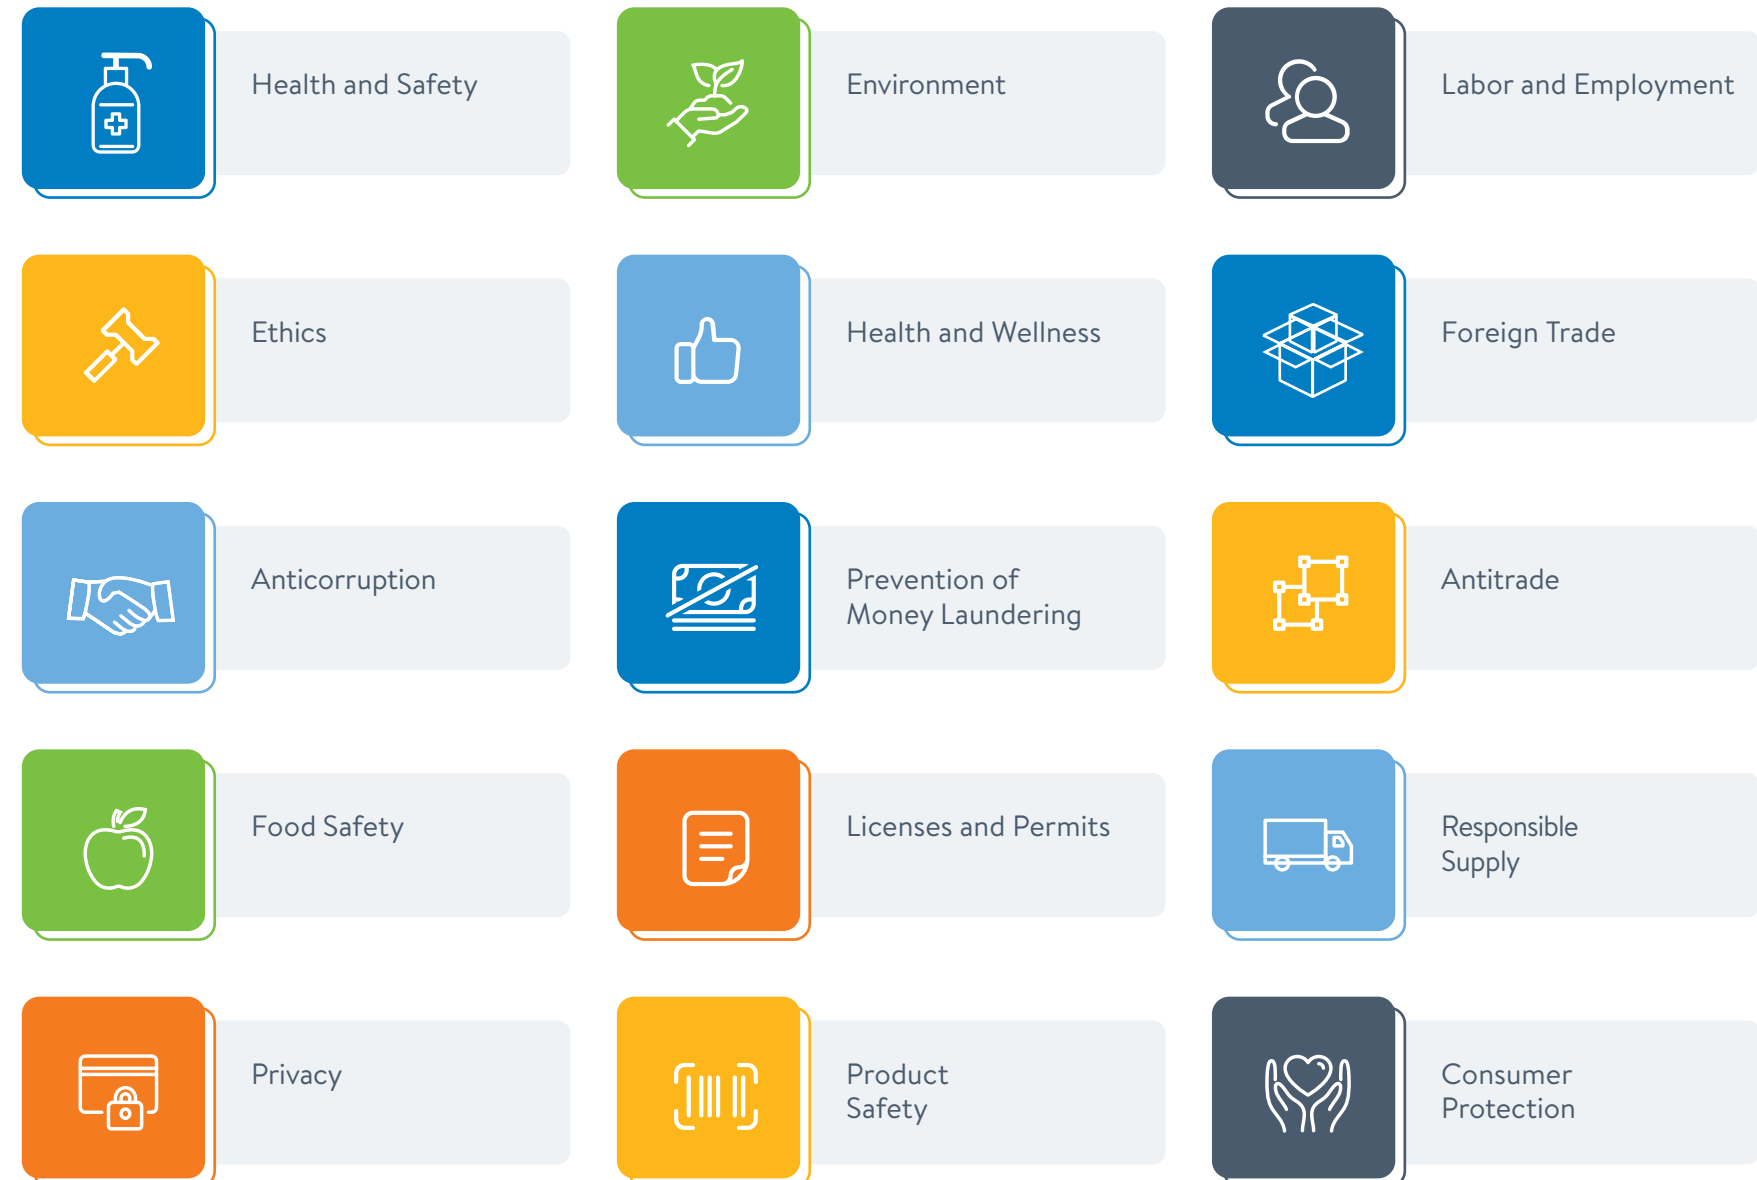 Health and Safety
Environment
Labor and Employment
Ethics
Health and Wellness
Foreign Trade
Anticorruption
Prevention of
Money Laundering
Antitrade
Food Safety
Licenses and Permits
Responsible
Supply
Privacy
Product
Safety
Consumer
Protection